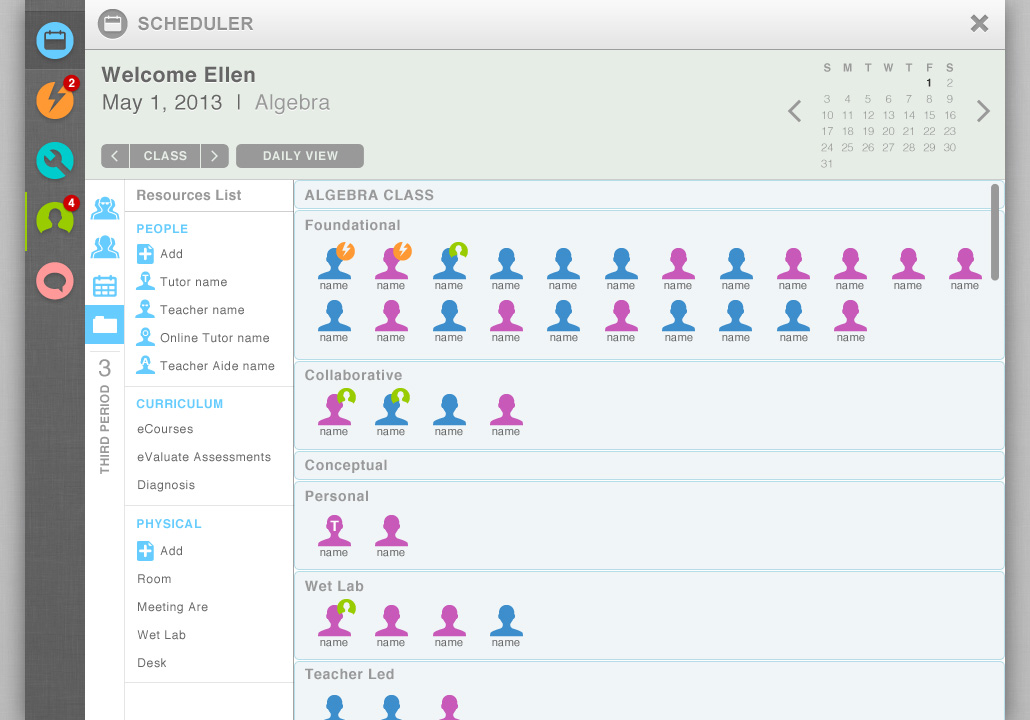 SCHEDULER
2
4
Welcome Ellen
May 1, 2013 | Algebra
CLASS
DAILY VIEW
S M T W T F S
1 2
3 4 5 6 7 8 9
10 11 12 13 14 15 16
17 18 19 20 21 22 23
24 25 26 27 28 29 30
31
3
THIRD PERIOD
Resources List
PEOPLE
Add
T Tutor name
Teacher name
O Online Tutor name
A Teacher Aide name
CURRICULUM
eCourses
eValuate Assessments
Diagnosis
PHYSICAL
Add
Room
Meeting Are
Wet Lab
Desk
ALGEBRA CLASS
Foundational
name name name name name name name name name name name name
name name name name name name name name name name
Collaborative
name name name name
Conceptual
Personal
T
name name
Wet Lab
name name name name
Teacher Led